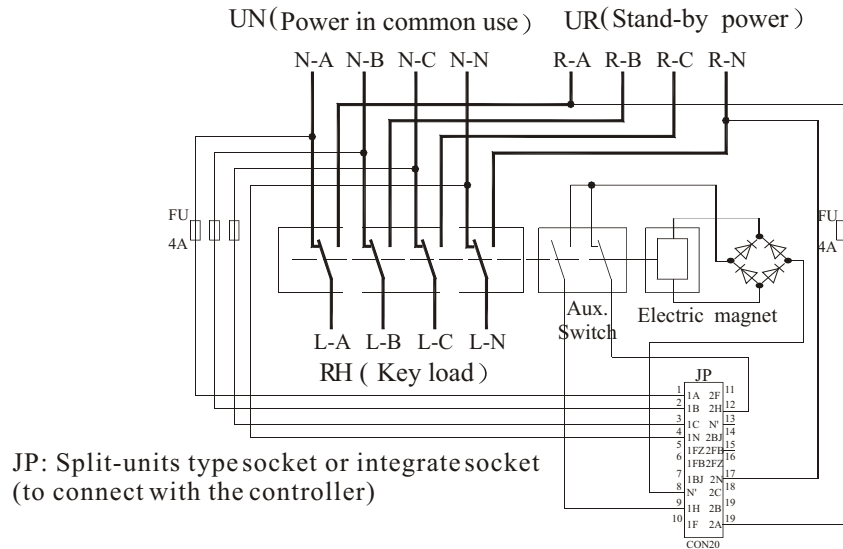 UN(Power in common use) UR(Stand-by power)
N-A N-B N-C N-N R-A R-B R-C R-N
FU
4A
FU
4A
Aux.
Switch
Electric magnet
L-A L-B L-C L-N
RH ( Key load )
JP
1 1A 2F 11
2 1B 2H 12
3 1C N' 13
4 1N 2BJ 14
5 1FZ 2FB 15
6 1FB 2FZ 16
7 1BJ 2N 17
8 N' 2C 18
9 1H 2B 19
10 1F 2A 19
CON20
JP: Split-units type socket or integrate socket
(to connect with the controller)